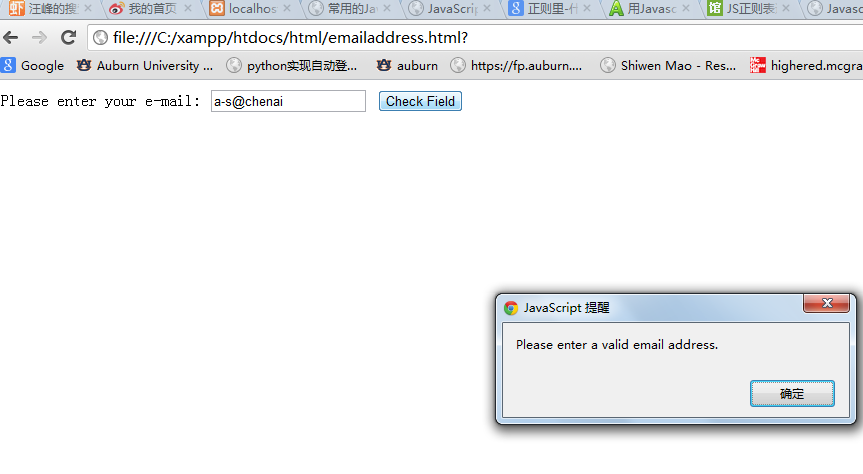 汪峰的搜 我的首页 localhos 常用的Ja JavaScrip 正则里-什 用Javasc JS正则表 Javasc
file:///C:/xampp/htdocs/html/emailaddress.html?
Google Auburn University ... python实现自动登... auburn https://fp.auburn.... Shiwen Mao - Res... highered.mcgra
Please enter your e-mail: a-s@chenai Check Field
JavaScript 提醒
Please enter a valid email address.
确定